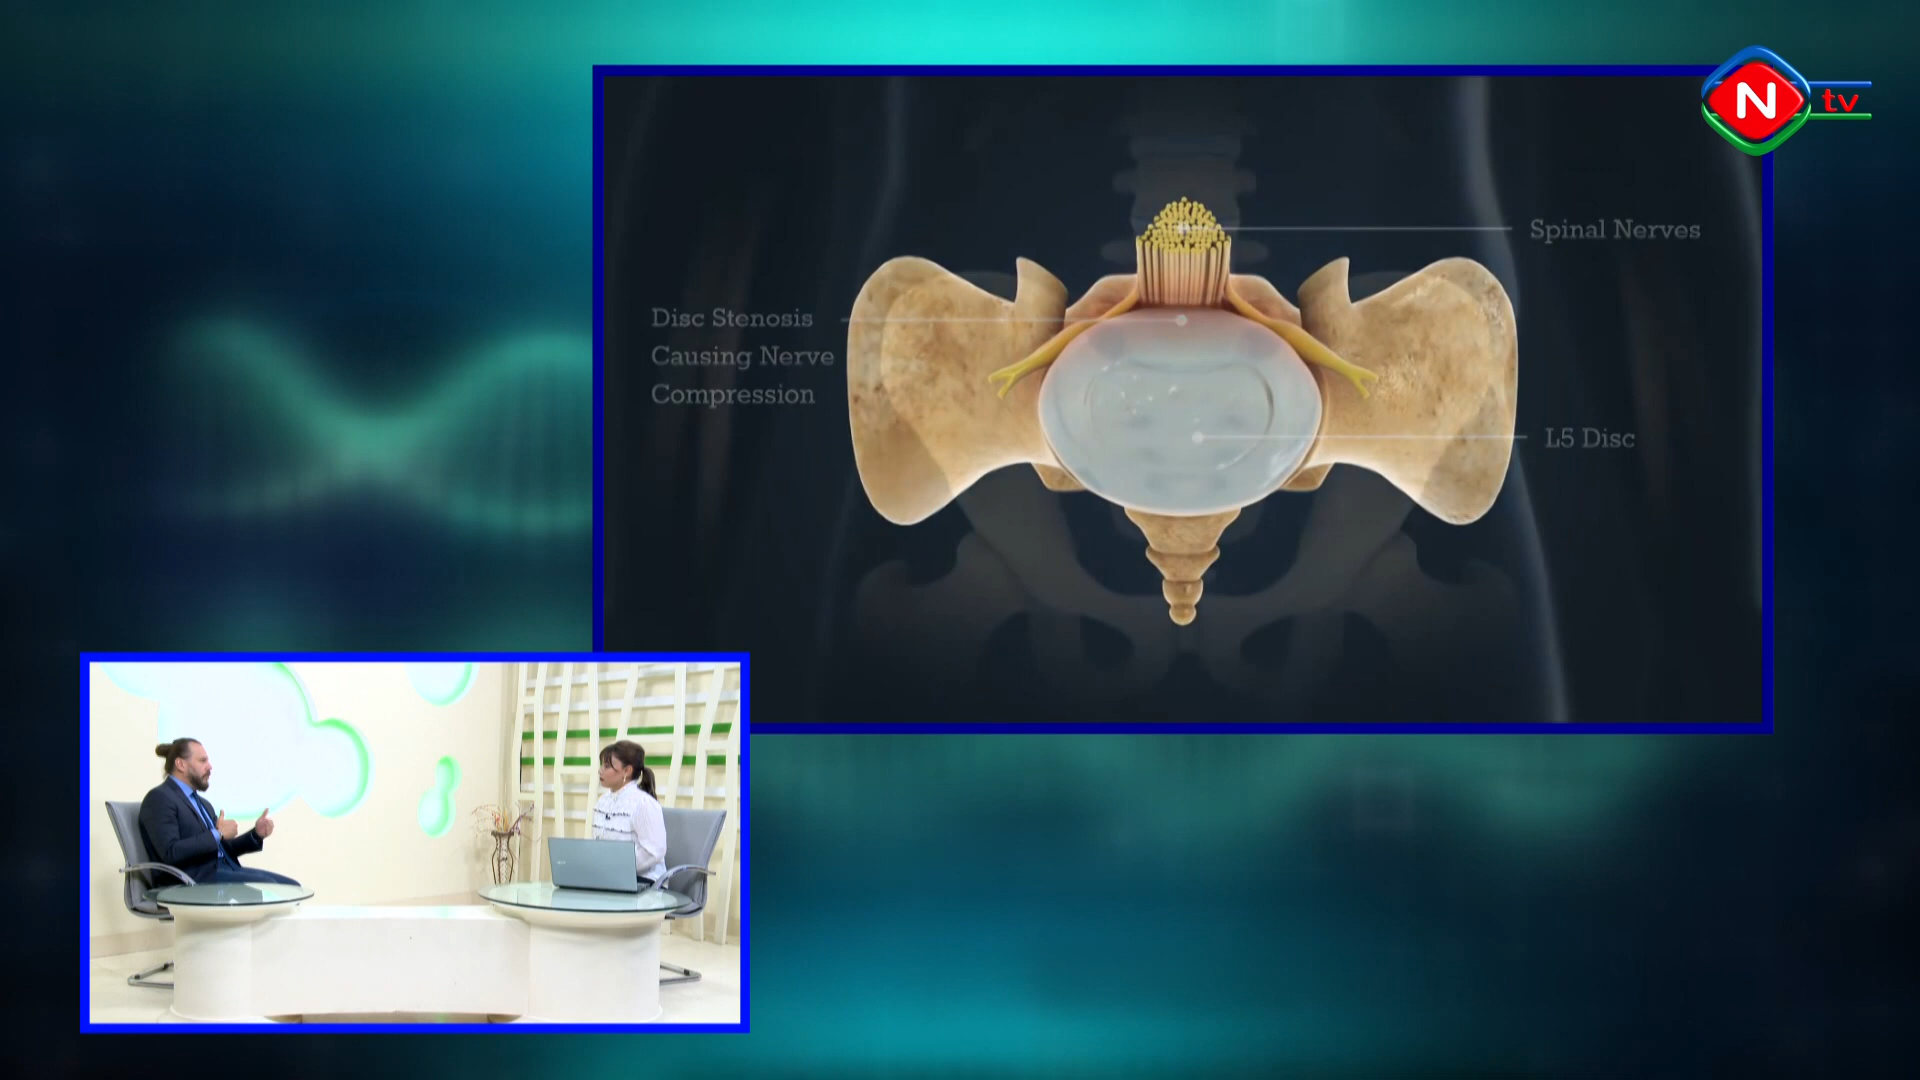 N tv
Spinal Nerves
Disc Stenosis
Causing Nerve
Compression
L5 Disc